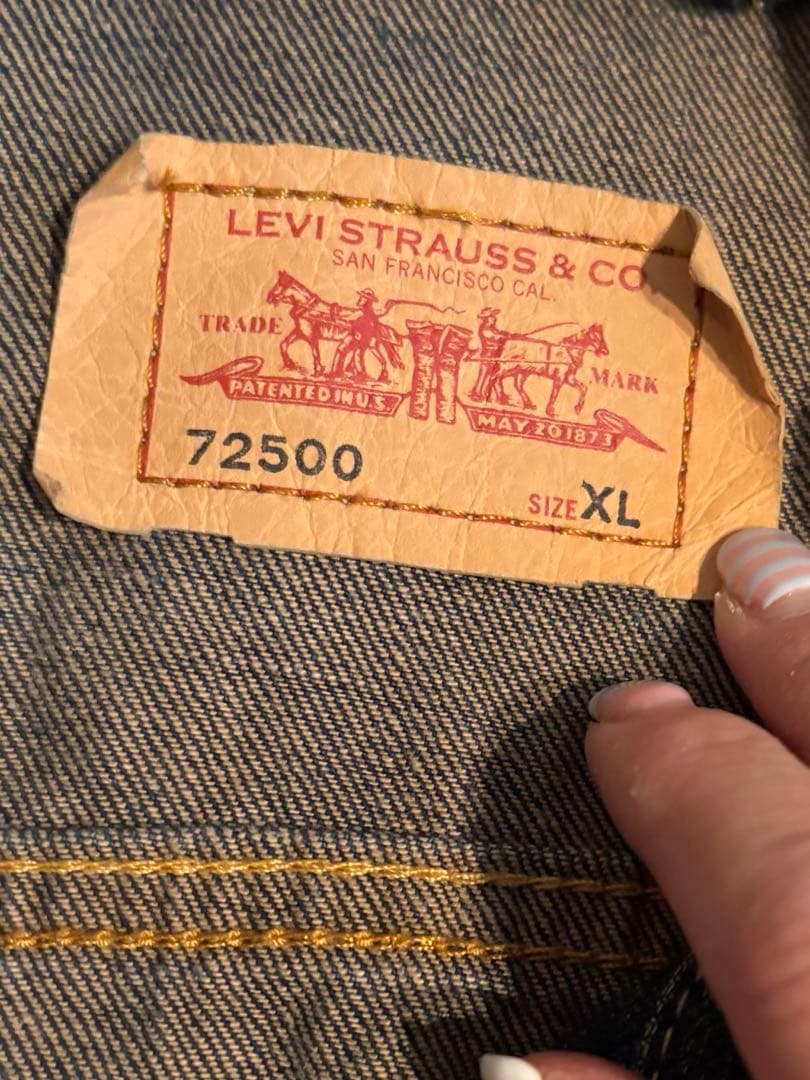 LEVI STRAUSS & CO.
SAN FRANCISCO CAL.
TRADE MARK
PATENTED IN U.S. MAY 20 1873
72500
SIZE XL